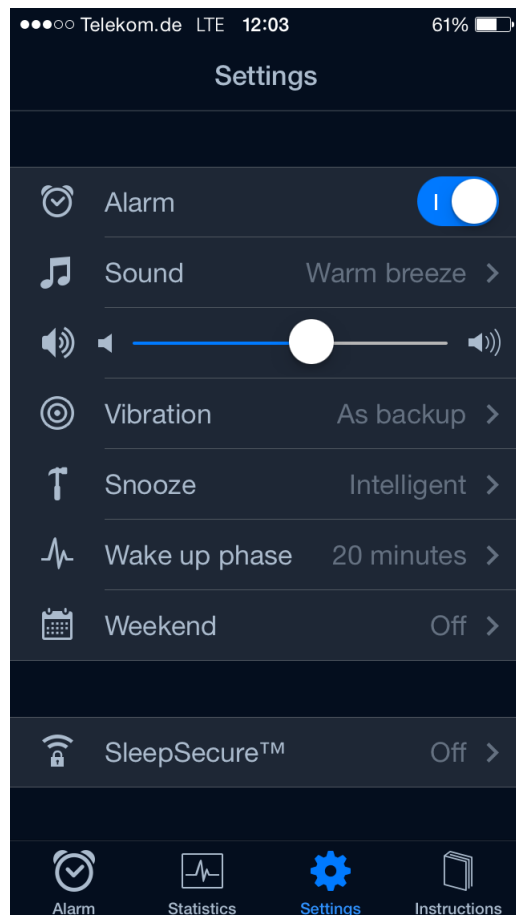 Telekom.de LTE 12:03 61%
Settings
Alarm
Sound Warm breeze
Vibration As backup
Snooze Intelligent
Wake up phase 20 minutes
Weekend Off
SleepSecure™ Off
Alarm Statistics Settings Instructions